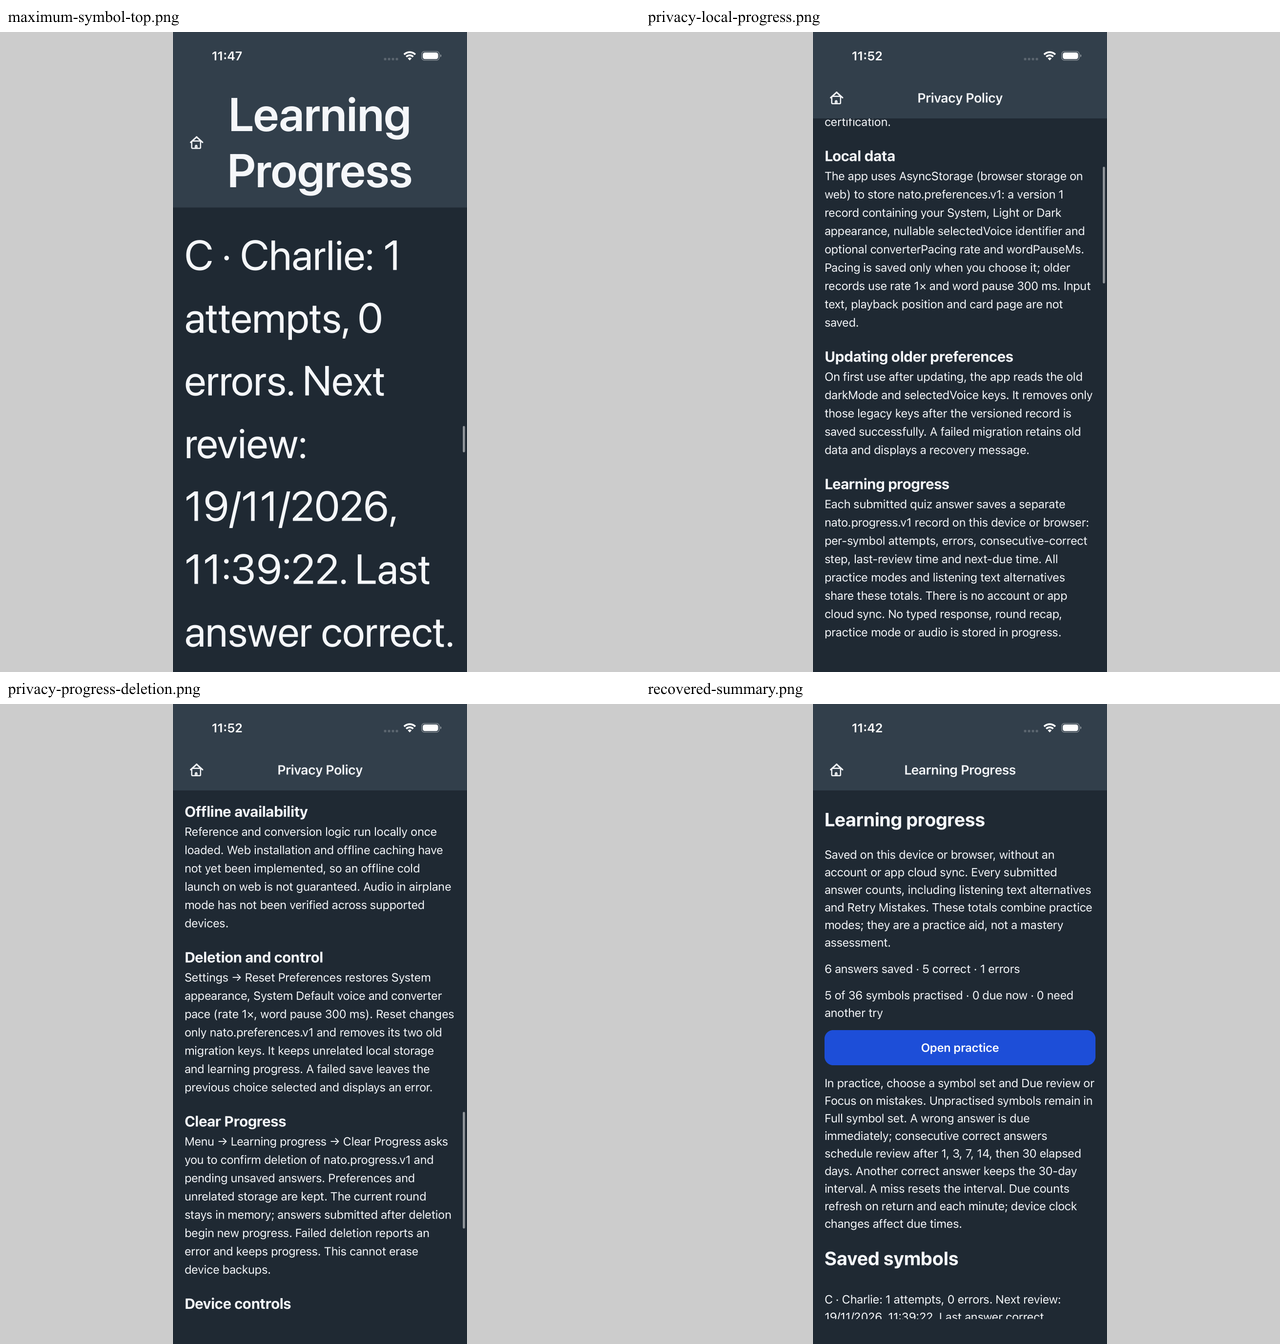 maximum-symbol-top.png
11:47
Learning
Progress
C · Charlie: 1
attempts, 0
errors. Next
review:
19/11/2026,
11:39:22. Last
answer correct.
privacy-local-progress.png
11:52
Privacy Policy
certification.
Local data
The app uses AsyncStorage (browser storage on
web) to store nato.preferences.v1: a version 1
record containing your System, Light or Dark
appearance, nullable selectedVoice identifier and
optional converterPacing rate and wordPauseMs.
Pacing is saved only when you choose it; older
records use rate 1× and word pause 300 ms. Input
text, playback position and card page are not
saved.
Updating older preferences
On first use after updating, the app reads the old
darkMode and selectedVoice keys. It removes only
those legacy keys after the versioned record is
saved successfully. A failed migration retains old
data and displays a recovery message.
Learning progress
Each submitted quiz answer saves a separate
nato.progress.v1 record on this device or browser:
per-symbol attempts, errors, consecutive-correct
step, last-review time and next-due time. All
practice modes and listening text alternatives
share these totals. There is no account or app
cloud sync. No typed response, round recap,
practice mode or audio is stored in progress.
privacy-progress-deletion.png
11:52
Privacy Policy
Offline availability
Reference and conversion logic run locally once
loaded. Web installation and offline caching have
not yet been implemented, so an offline cold
launch on web is not guaranteed. Audio in airplane
mode has not been verified across supported
devices.
Deletion and control
Settings → Reset Preferences restores System
appearance, System Default voice and converter
pace (rate 1×, word pause 300 ms). Reset changes
only nato.preferences.v1 and removes its two old
migration keys. It keeps unrelated local storage
and learning progress. A failed save leaves the
previous choice selected and displays an error.
Clear Progress
Menu → Learning progress → Clear Progress asks
you to confirm deletion of nato.progress.v1 and
pending unsaved answers. Preferences and
unrelated storage are kept. The current round
stays in memory; answers submitted after deletion
begin new progress. Failed deletion reports an
error and keeps progress. This cannot erase
device backups.
Device controls
recovered-summary.png
11:42
Learning Progress
Learning progress
Saved on this device or browser, without an
account or app cloud sync. Every submitted
answer counts, including listening text alternatives
and Retry Mistakes. These totals combine practice
modes; they are a practice aid, not a mastery
assessment.
6 answers saved · 5 correct · 1 errors
5 of 36 symbols practised · 0 due now · 0 need
another try
Open practice
In practice, choose a symbol set and Due review or
Focus on mistakes. Unpractised symbols remain in
Full symbol set. A wrong answer is due
immediately; consecutive correct answers
schedule review after 1, 3, 7, 14, then 30 elapsed
days. Another correct answer keeps the 30-day
interval. A miss resets the interval. Due counts
refresh on return and each minute; device clock
changes affect due times.
Saved symbols
C · Charlie: 1 attempts, 0 errors. Next review:
19/11/2026, 11:39:22. Last answer correct.